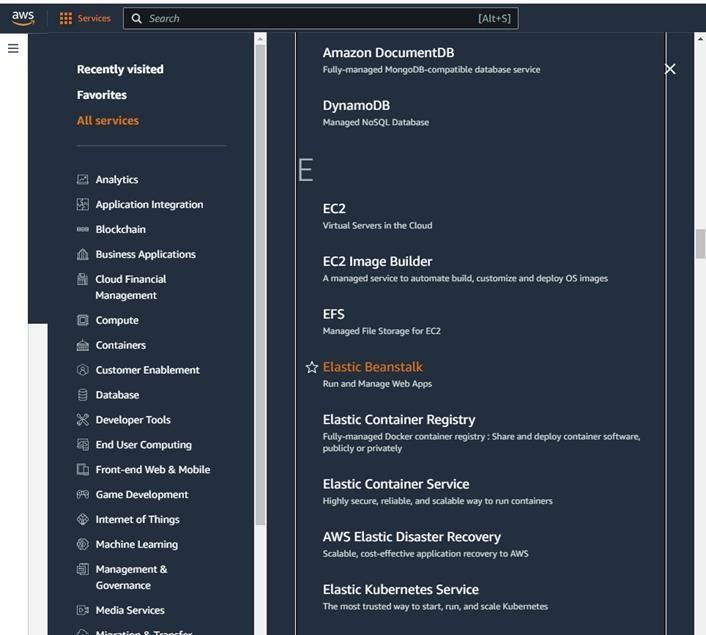 aws
Services
Search
[Alt+S]
Recently visited
Favorites
All services
Analytics
Application Integration
Blockchain
Business Applications
Cloud Financial
Management
Compute
Containers
Customer Enablement
Database
Developer Tools
End User Computing
Front-end Web & Mobile
Game Development
Internet of Things
Machine Learning
Management &
Governance
Media Services
Migration & Transfer
Amazon DocumentDB
Fully-managed MongoDB-compatible database service
DynamoDB
Managed NoSQL Database
E
EC2
Virtual Servers in the Cloud
EC2 Image Builder
A managed service to automate build, customize and deploy OS images
EFS
Managed File Storage for EC2
Elastic Beanstalk
Run and Manage Web Apps
Elastic Container Registry
Fully-managed Docker container registry : Share and deploy container software,
publicly or privately
Elastic Container Service
Highly secure, reliable, and scalable way to run containers
AWS Elastic Disaster Recovery
Scalable, cost-effective application recovery to AWS
Elastic Kubernetes Service
The most trusted way to start, run, and scale Kubernetes